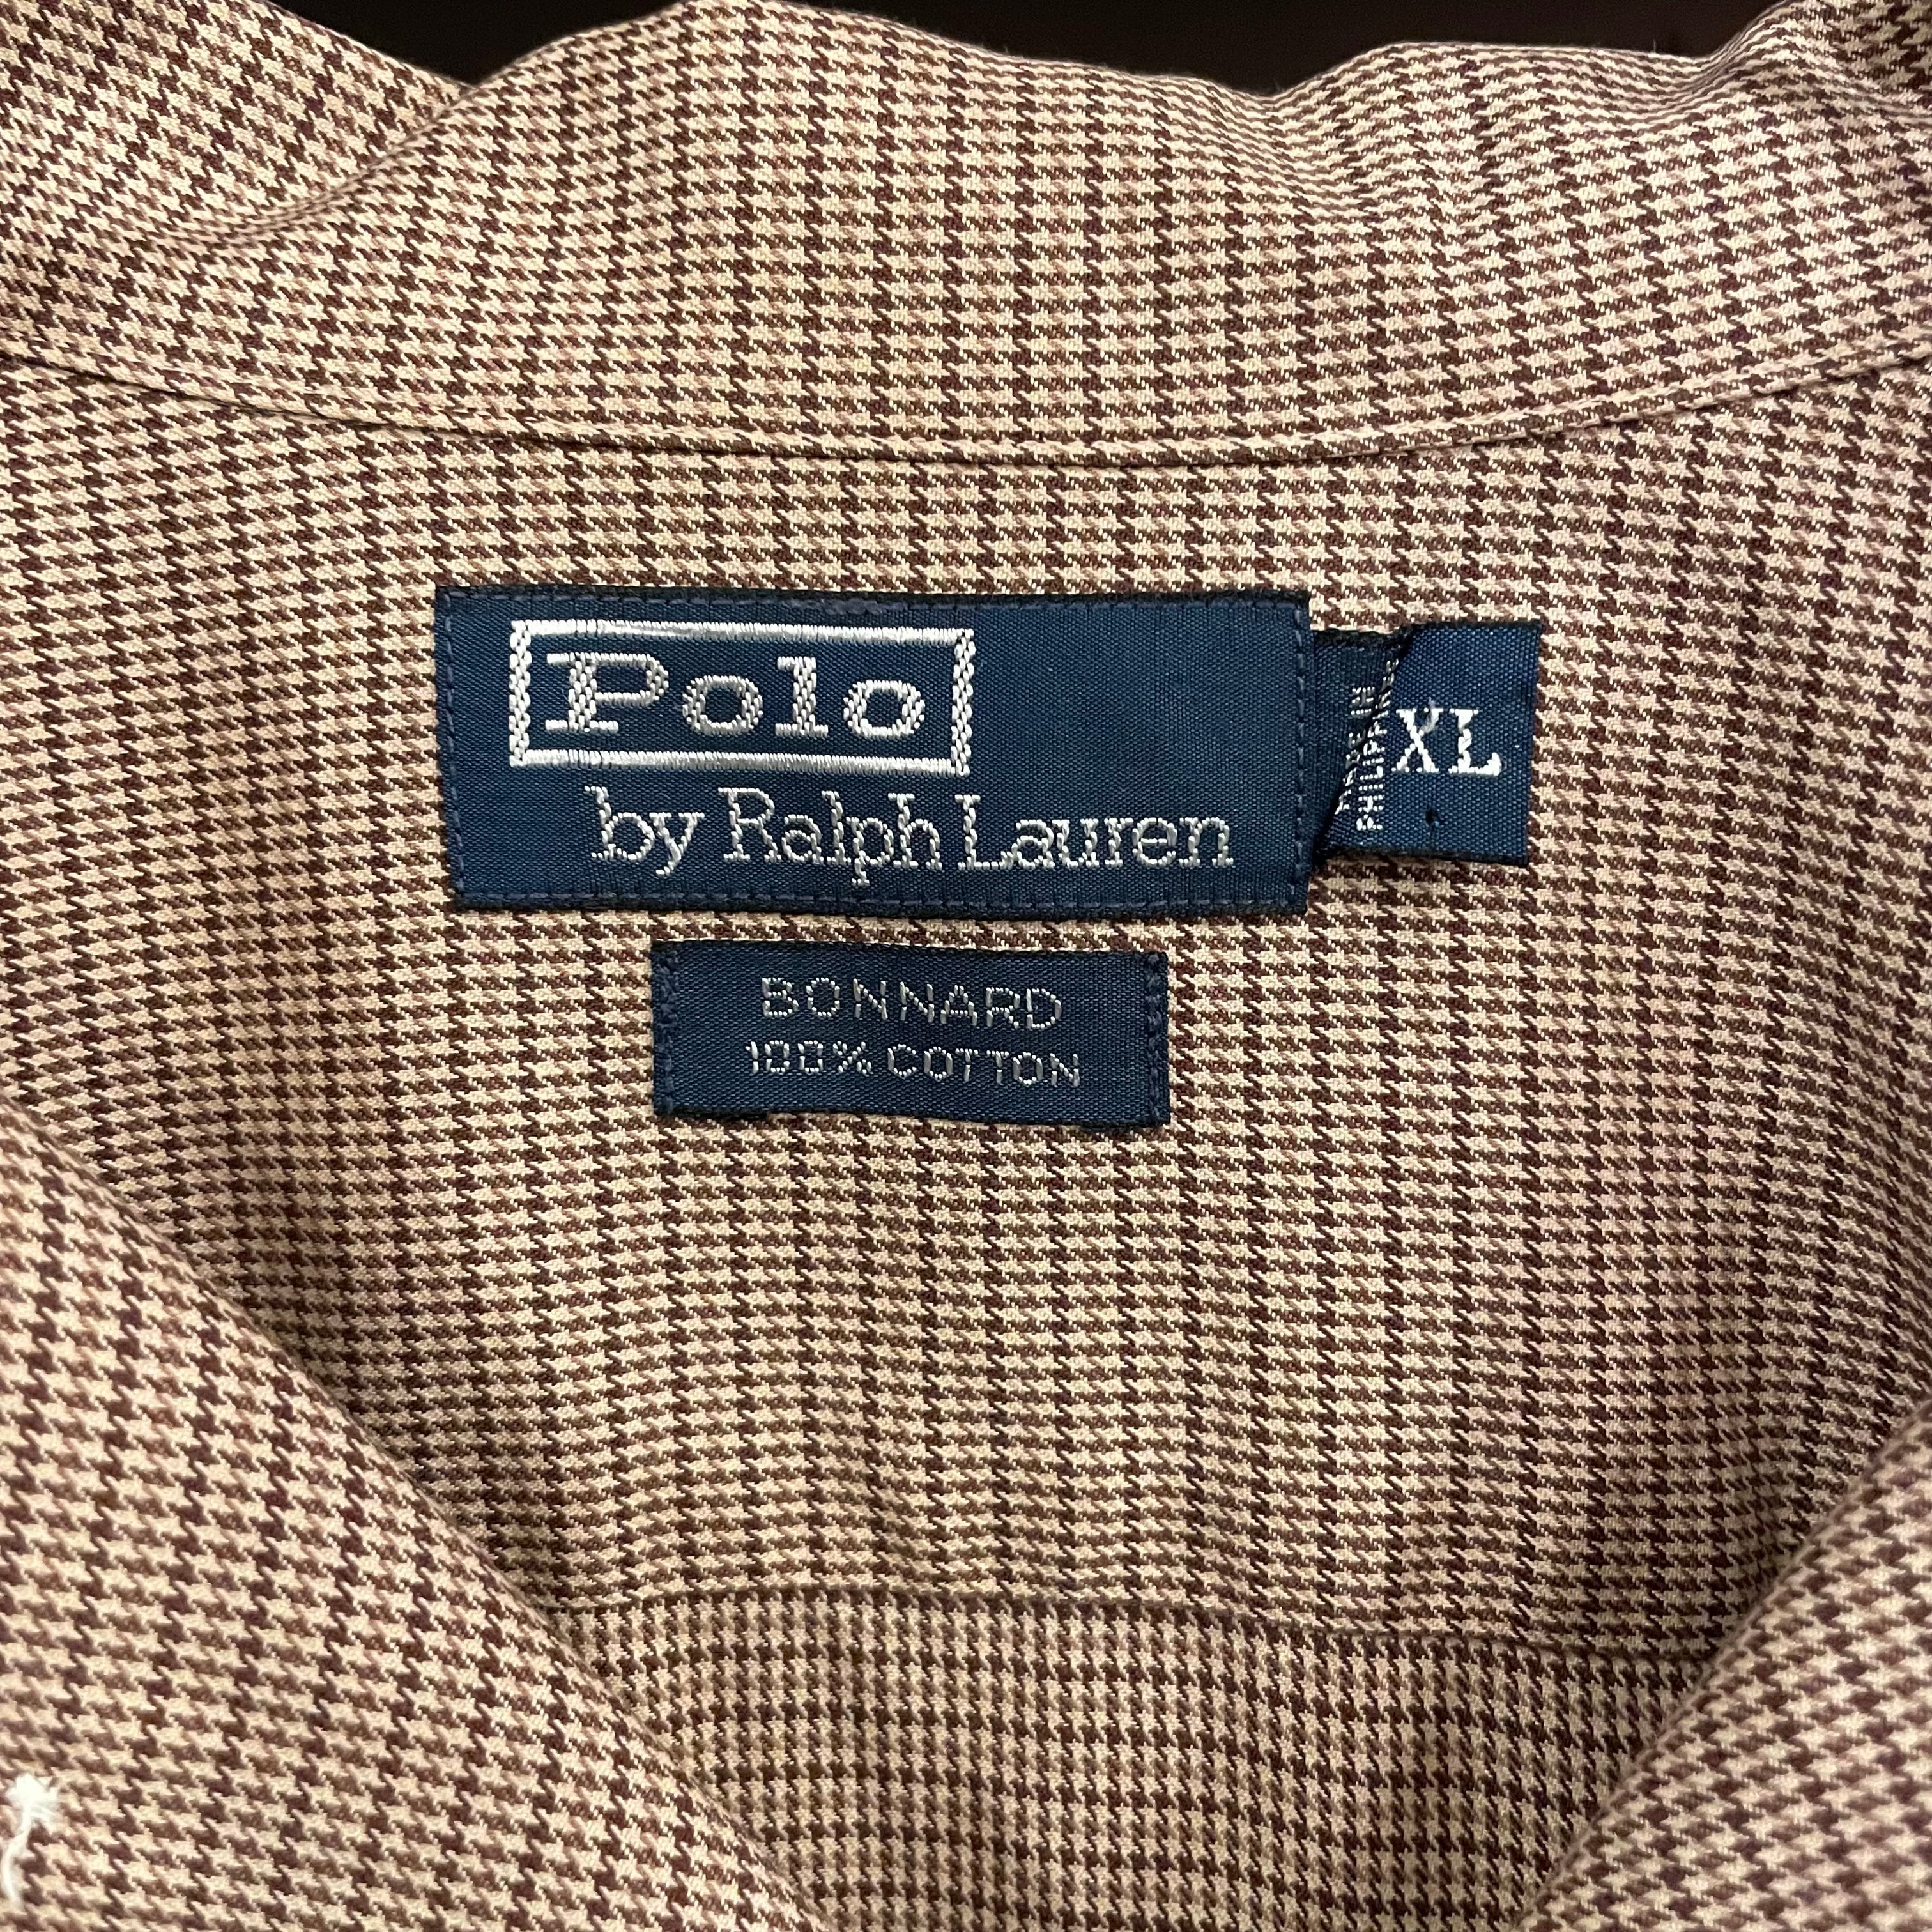 Polo
by Ralph Lauren
MADE IN
PHILIPPINES
XL
BONNARD
100% COTTON